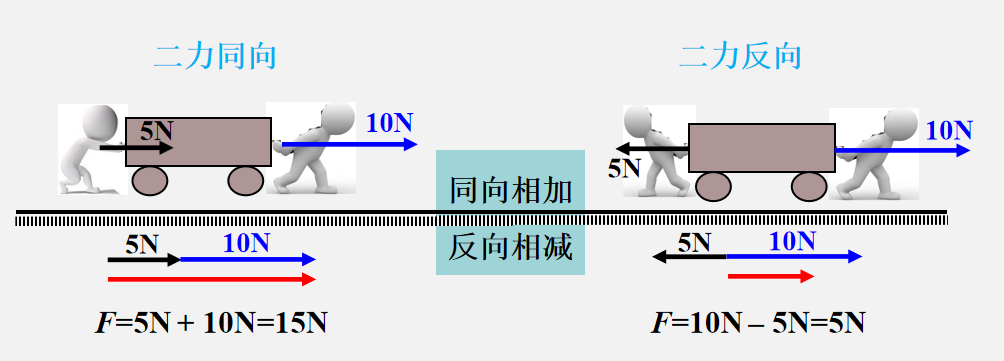 二力同向
二力反向
5N
10N
5N
10N
同向相加
反向相减
5N
10N
5N
10N
F=5N + 10N=15N
F=10N – 5N=5N